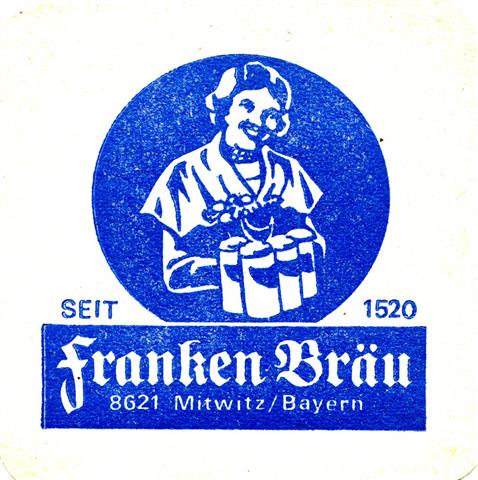 SEIT 1520
Franken Bräu
8621 Mitwitz/Bayern